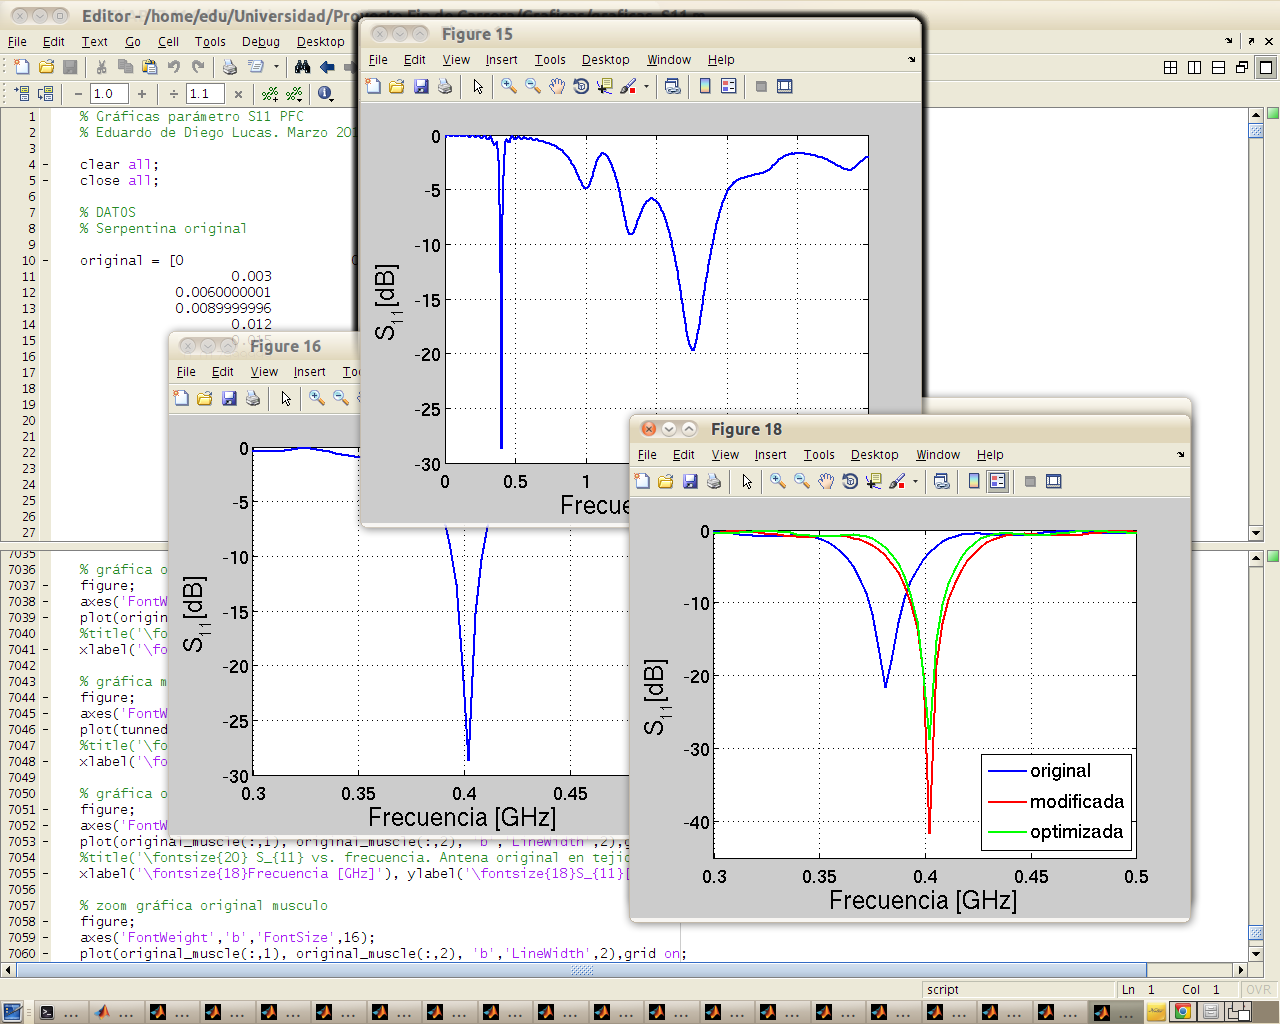 Editor - /home/edu/Universidad/Proyecto Fin de Carrera/Graficas/graficas_S11.m
File Edit Text Go Cell Tools Debug Desktop
1.0
1.1
1 % Gráficas parámetro S11 PFC
2 % Eduardo de Diego Lucas. Marzo 201
3
4 clear all;
5 close all;
6
7 % DATOS
8 % Serpentina original
9
10 original = [0 0
11 0.003
12 0.0060000001
13 0.0089999996
14 0.012
15 0.015
16
17
18
19
20
21
22
23
24
25
26
27
7035
7036 % gráfica o
7037 figure;
7038 axes('FontW
7039 plot(origin
7040 %title('\fo
7041 xlabel('\fo
7042
7043 % gráfica m
7044 figure;
7045 axes('FontW
7046 plot(tunned
7047 %title('\fo
7048 xlabel('\fo
7049
7050 % gráfica o
7051 figure;
7052 axes('FontW
7053 plot(original_muscle(:,1), original_muscle(:,2), 'b','LineWidth',2),g
7054 %title('\fontsize{20} S_{11} vs. frecuencia. Antena original en tejid
7055 xlabel('\fontsize{18}Frecuencia [GHz]'), ylabel('\fontsize{18}S_{11}[
7056
7057 % zoom gráfica original musculo
7058 figure;
7059 axes('FontWeight','b','FontSize',16);
7060 plot(original_muscle(:,1), original_muscle(:,2), 'b','LineWidth',2),grid on;
script
Ln 1 Col 1 OVR
Figure 15
File Edit View Insert Tools Desktop Window Help
0
-5
-10
-15
-20
-25
-30
S11[dB]
0 0.5 1
Frecue
Figure 16
File Edit View Insert To
0
-5
-10
-15
-20
-25
-30
S11[dB]
0.3 0.35 0.4 0.45
Frecuencia [GHz]
Figure 18
File Edit View Insert Tools Desktop Window Help
0
-10
-20
-30
-40
S11[dB]
original
modificada
optimizada
0.3 0.35 0.4 0.45 0.5
Frecuencia [GHz]